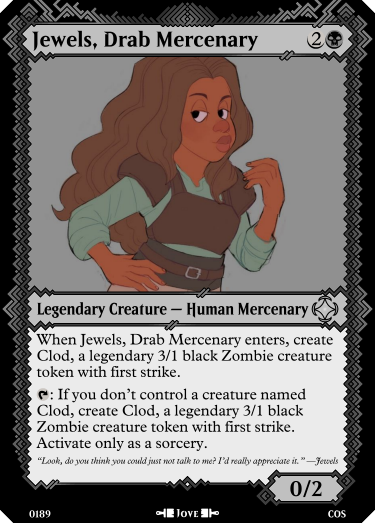 Jewels, Drab Mercenary 2
Legendary Creature — Human Mercenary
When Jewels, Drab Mercenary enters, create
Clod, a legendary 3/1 black Zombie creature
token with first strike.
: If you don't control a creature named
Clod, create Clod, a legendary 3/1 black
Zombie creature token with first strike.
Activate only as a sorcery.
“Look, do you think you could just not talk to me? I'd really appreciate it.” —Jewels
0/2
0189 JOVE COS